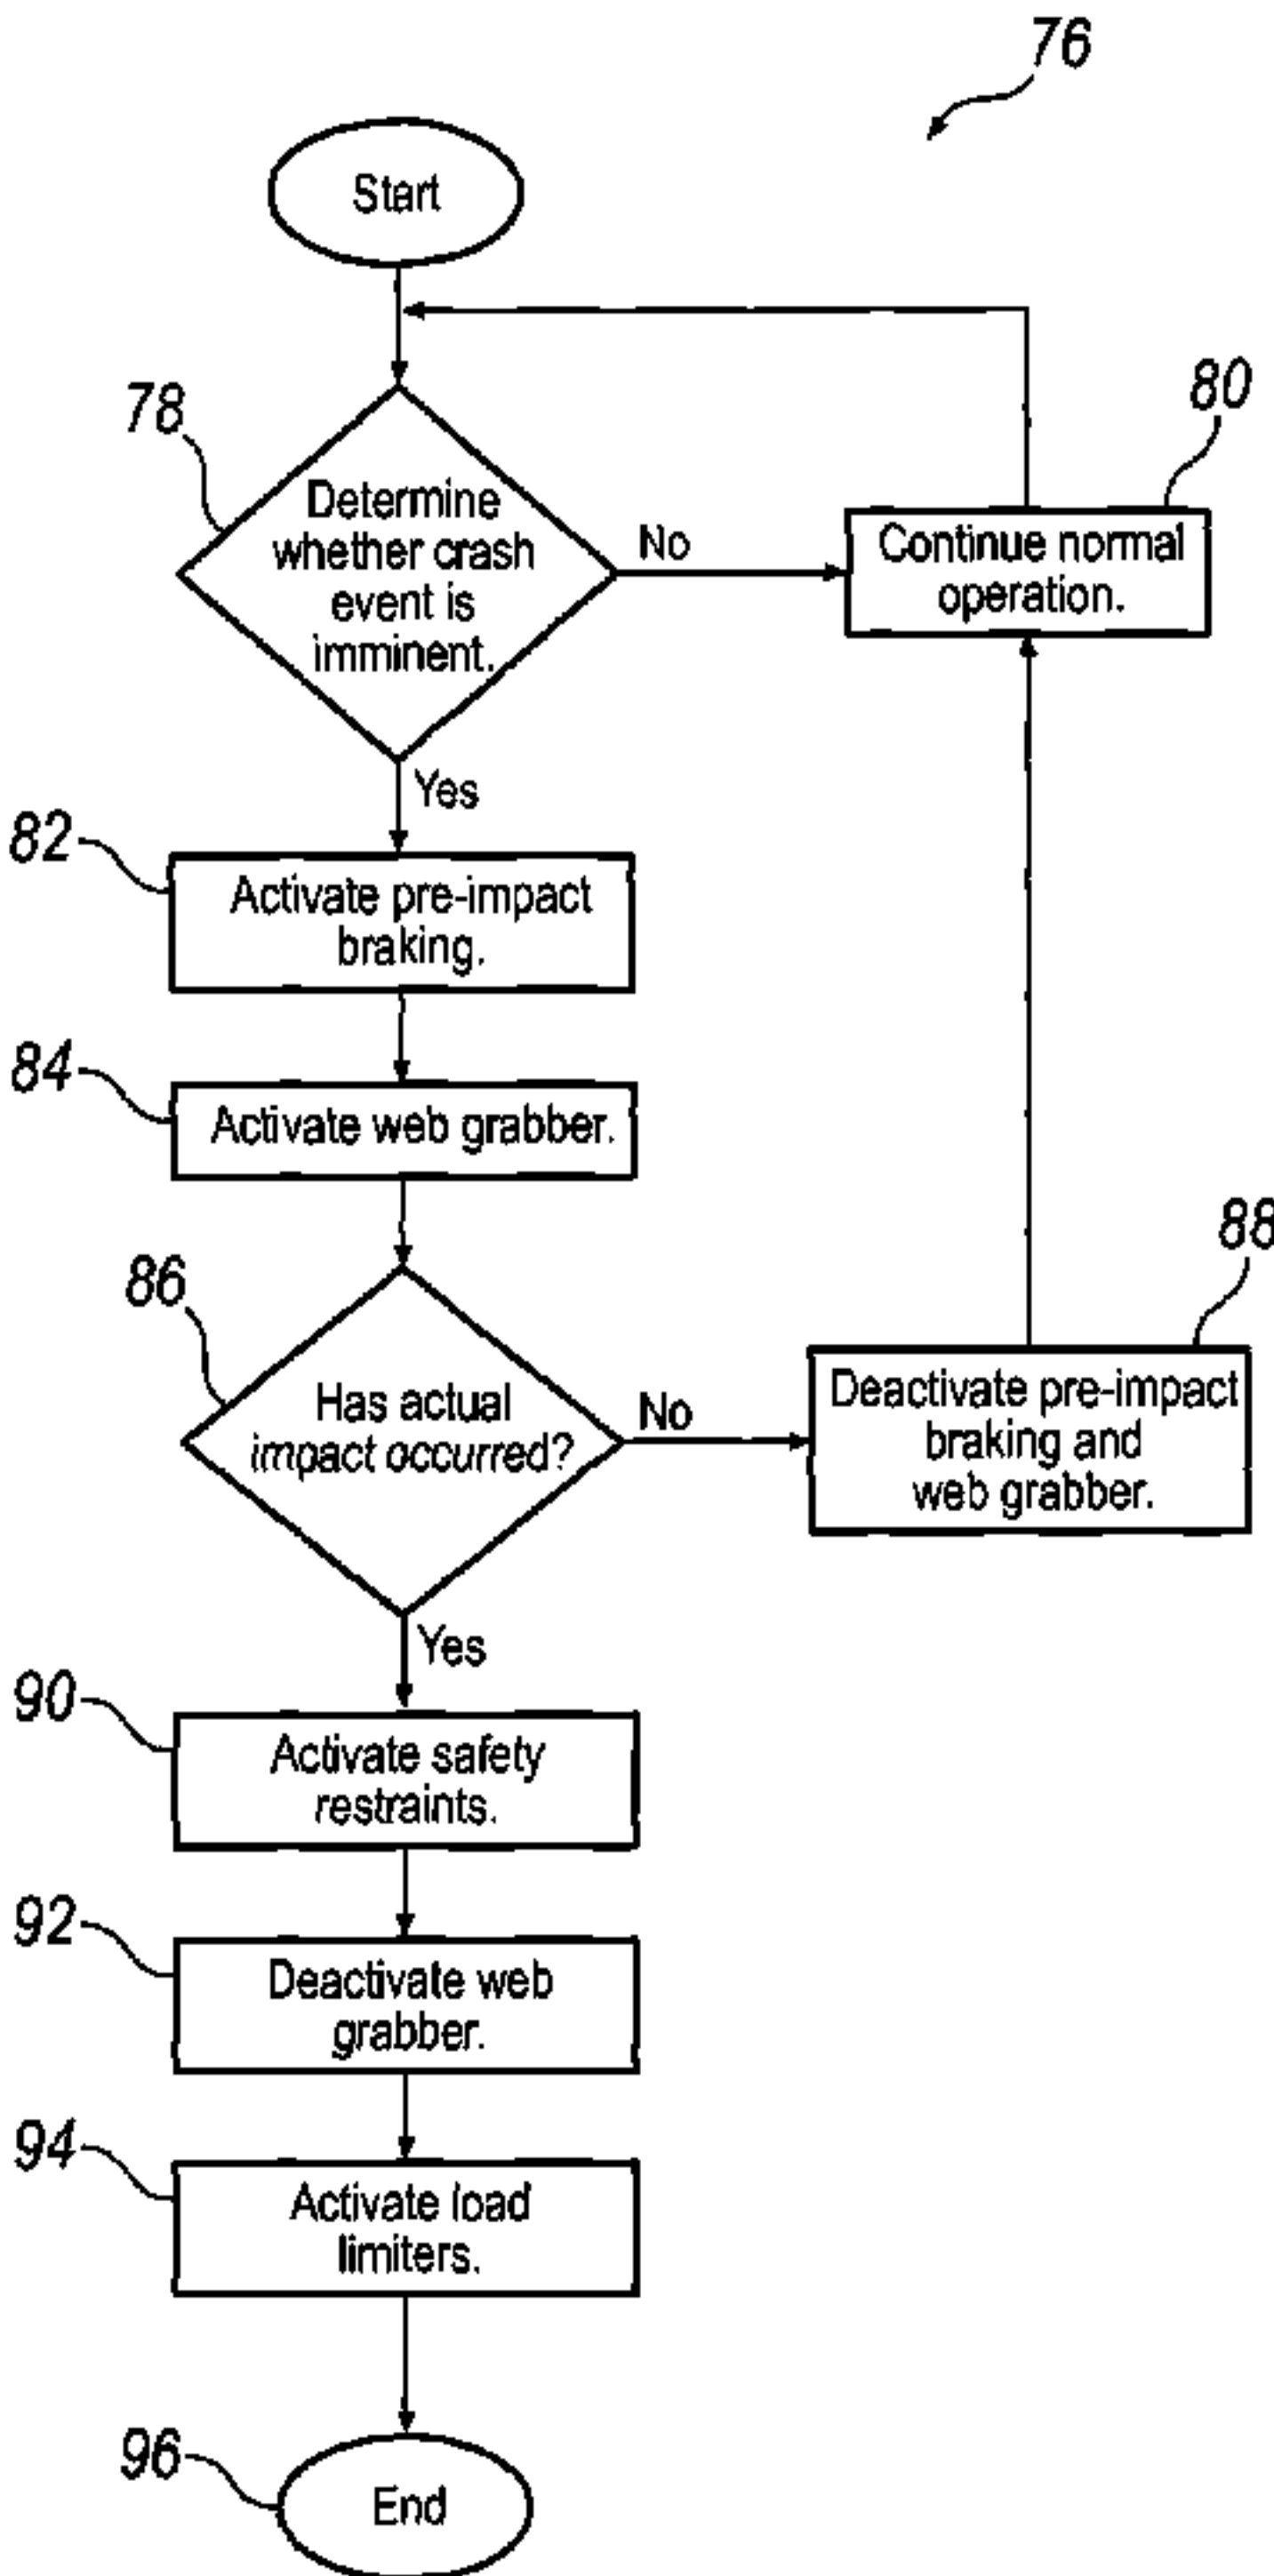 76
Start
78
Determine
whether crash
event is
imminent.
No
80
Continue normal
operation.
Yes
82
Activate pre-impact
braking.
84
Activate web grabber.
86
Has actual
impact occurred?
No
88
Deactivate pre-impact
braking and
web grabber.
Yes
90
Activate safety
restraints.
92
Deactivate web
grabber.
94
Activate load
limiters.
96
End